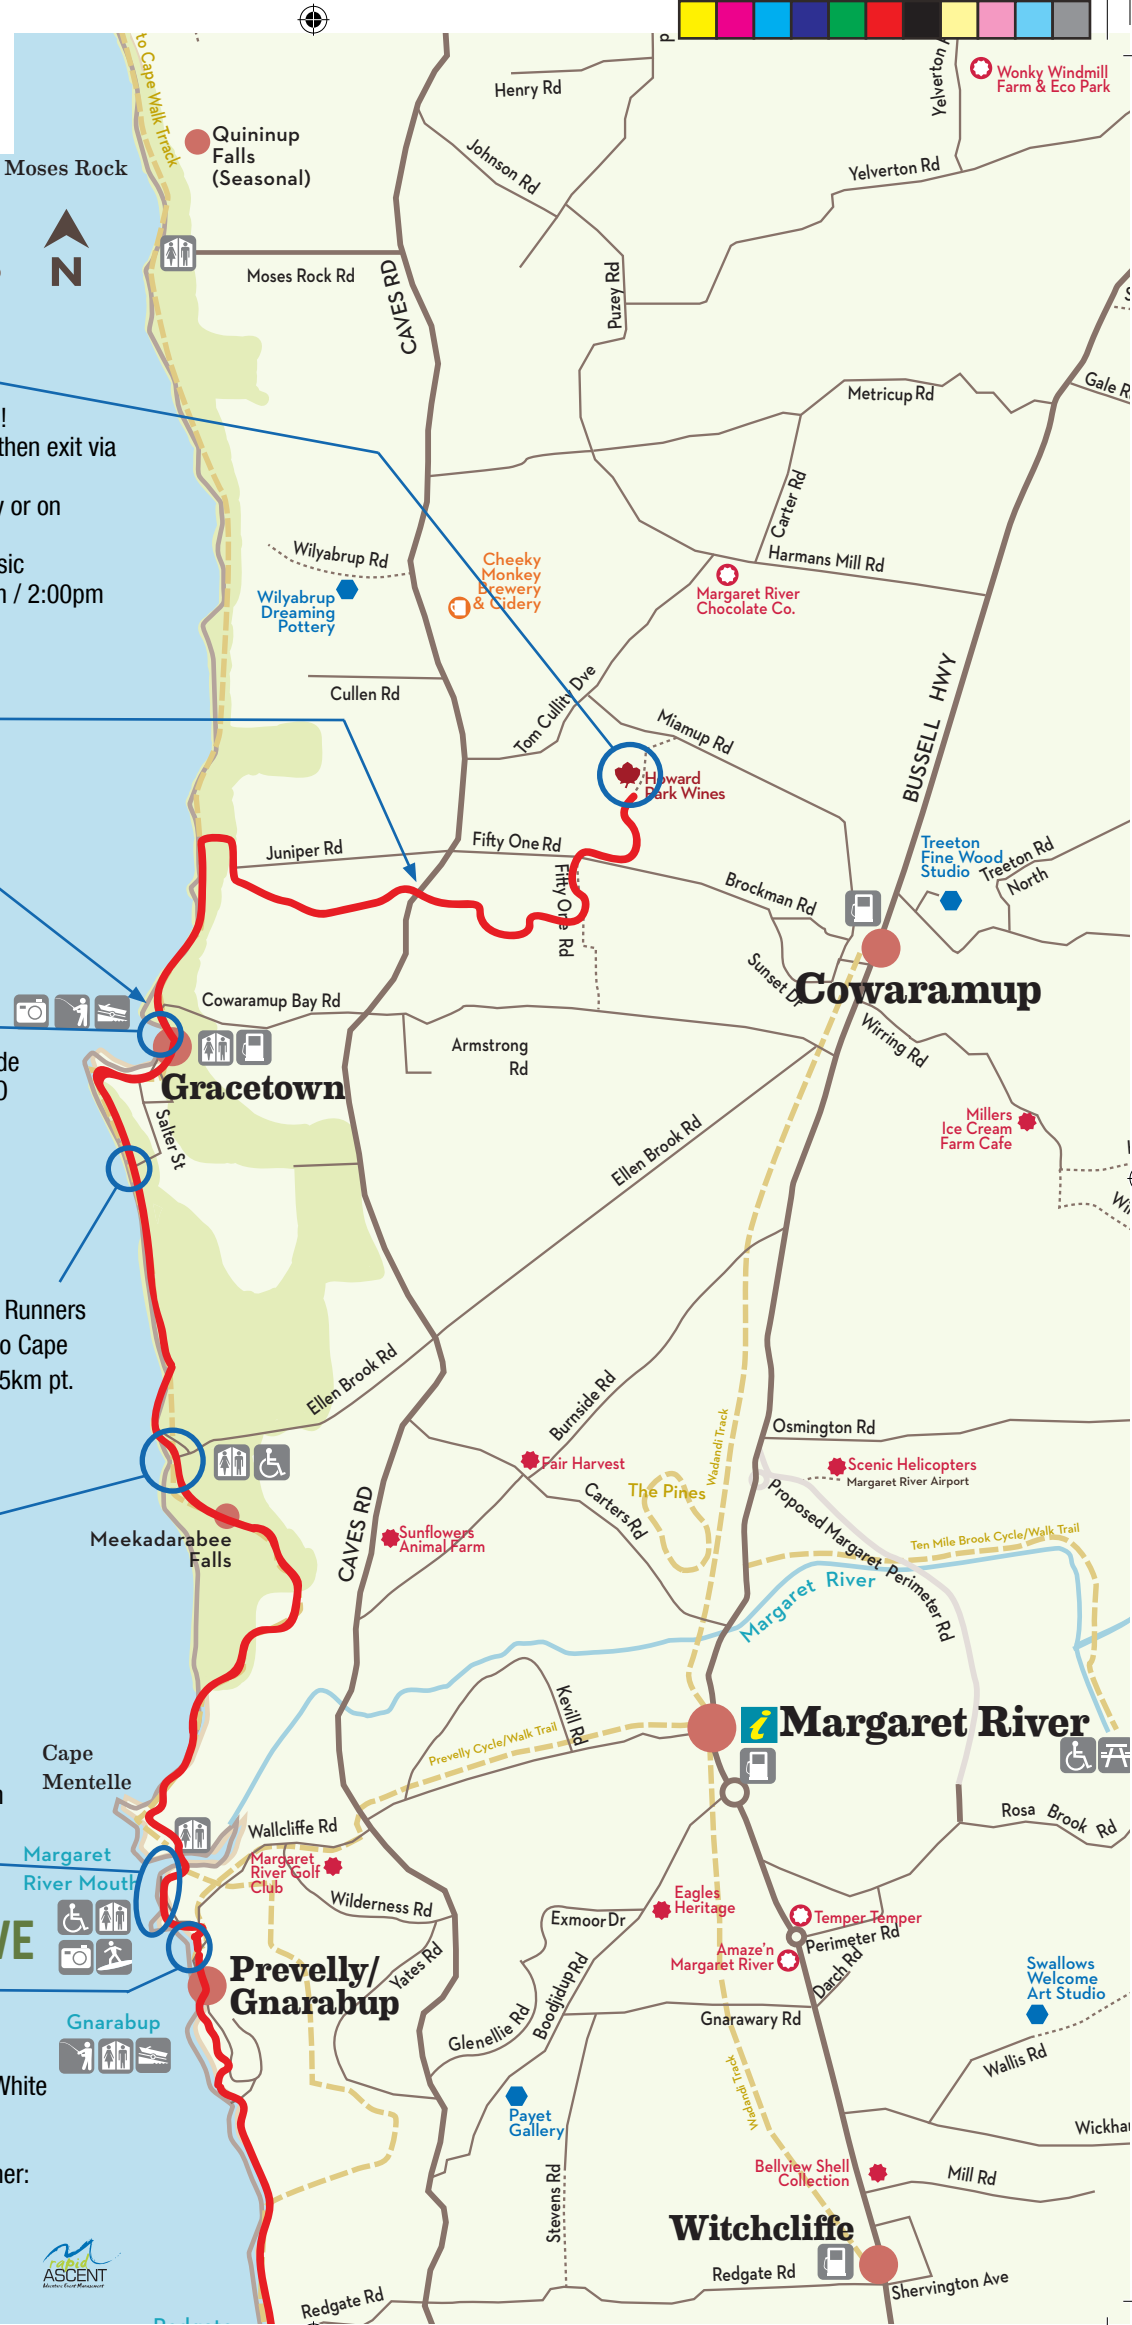 to Cape Walk Trrack
Quininup
Falls
(Seasonal)
Moses Rock
N
Moses Rock Rd
CAVES RD
Henry Rd
Johnson Rd
Yelverton
Wonky Windmill
Farm & Eco Park
Yelverton Rd
Puzey Rd
Metricup Rd
Gale R
!
then exit via
y or on
sic
n / 2:00pm
Wilyabrup Rd
Wilyabrup
Dreaming
Pottery
Cheeky
Monkey
Brewery
& Cidery
Carter Rd
Harmans Mill Rd
Margaret River
Chocolate Co.
Cullen Rd
Tom Cullity Dve
Miamup Rd
BUSSELL HWY
Howard
Park Wines
Juniper Rd
Fifty One Rd
Fifty One Rd
Brockman Rd
Treeton
Fine Wood
Studio
Treeton Rd
North
Sunset Dr
Cowaramup
Cowaramup Bay Rd
Armstrong
Rd
Wirring Rd
de
0
Gracetown
Salter St
Ellen Brook Rd
Millers
Ice Cream
Farm Cafe
Wi
Runners
o Cape
5km pt.
Ellen Brook Rd
Burnside Rd
Wadandi Track
Osmington Rd
Fair Harvest
The Pines
Scenic Helicopters
Margaret River Airport
Carters Rd
Proposed Margaret Perimeter Rd
Meekadarabee
Falls
CAVES RD
Sunflowers
Animal Farm
Ten Mile Brook Cycle/Walk Trail
Margaret River
Kevill Rd
i
Margaret River
Prevelly Cycle/Walk Trail
Cape
Mentelle
Wallcliffe Rd
Rosa Brook Rd
Margaret
River Mouth
Margaret
River Golf
Club
Wilderness Rd
Eagles
Heritage
Exmoor Dr
Temper Temper
Perimeter Rd
VE
Amaze'n
Margaret River
Darch Rd
Prevelly/
Gnarabup
Yates Rd
Boodjidup Rd
Swallows
Welcome
Art Studio
Gnarabup
Glenellie Rd
Gnarawary Rd
Wallis Rd
White
Wadandi Track
Payet
Gallery
Wickha
ner:
Bellview Shell
Collection
Mill Rd
Stevens Rd
Witchcliffe
rapid
ASCENT
Redgate Rd
Shervington Ave
Redgate Rd